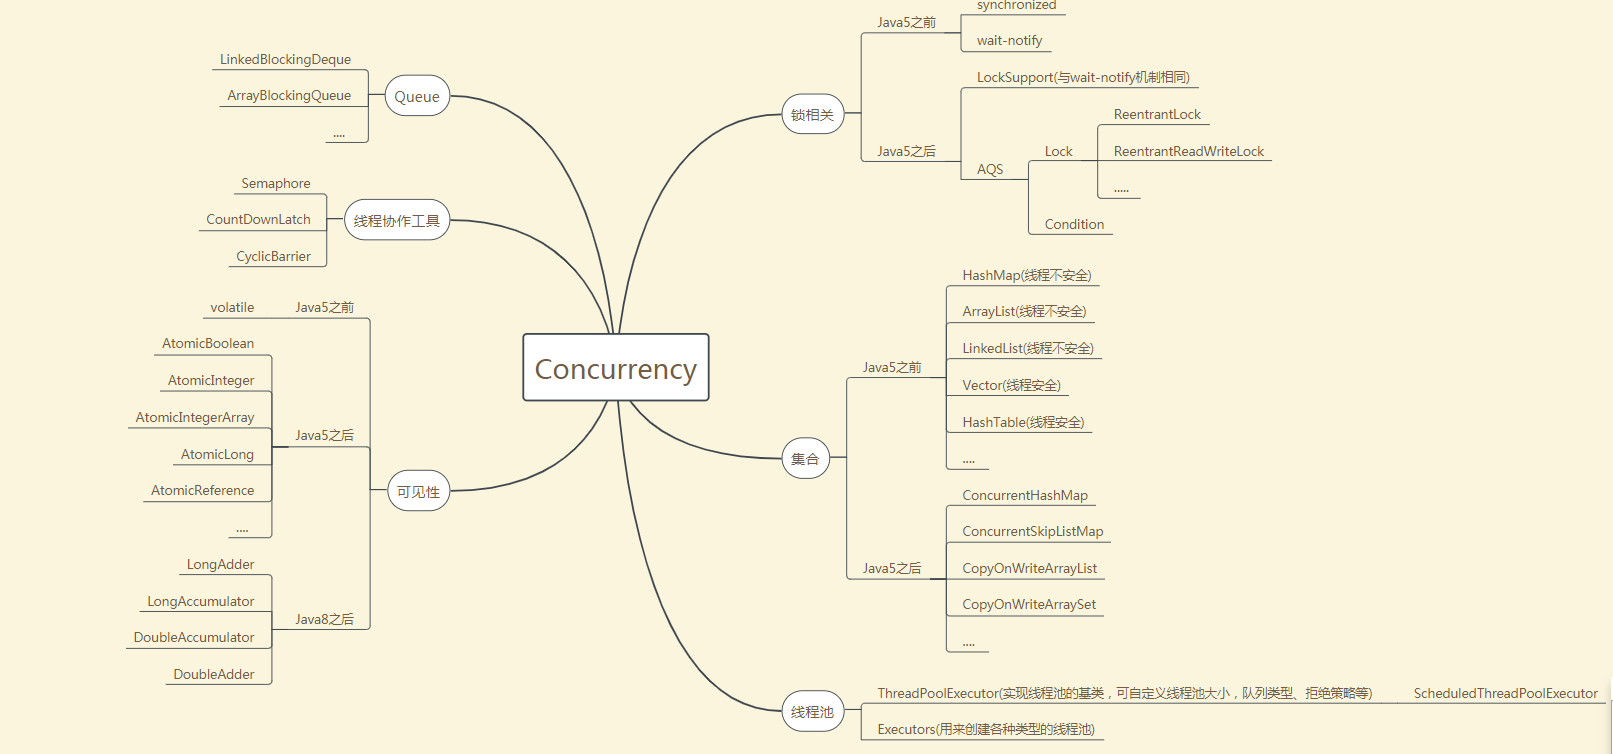 Concurrency
Queue
LinkedBlockingDeque
ArrayBlockingQueue
....
线程协作工具
Semaphore
CountDownLatch
CyclicBarrier
可见性
Java5之前
volatile
Java5之后
AtomicBoolean
AtomicInteger
AtomicIntegerArray
AtomicLong
AtomicReference
....
Java8之后
LongAdder
LongAccumulator
DoubleAccumulator
DoubleAdder
锁相关
Java5之前
synchronized
wait-notify
Java5之后
LockSupport(与wait-notify机制相同)
AQS
Lock
ReentrantLock
ReentrantReadWriteLock
.....
Condition
集合
Java5之前
HashMap(线程不安全)
ArrayList(线程不安全)
LinkedList(线程不安全)
Vector(线程安全)
HashTable(线程安全)
....
Java5之后
ConcurrentHashMap
ConcurrentSkipListMap
CopyOnWriteArrayList
CopyOnWriteArraySet
....
线程池
ThreadPoolExecutor(实现线程池的基类，可自定义线程池大小，队列类型、拒绝策略等)
ScheduledThreadPoolExecutor
Executors(用来创建各种类型的线程池)